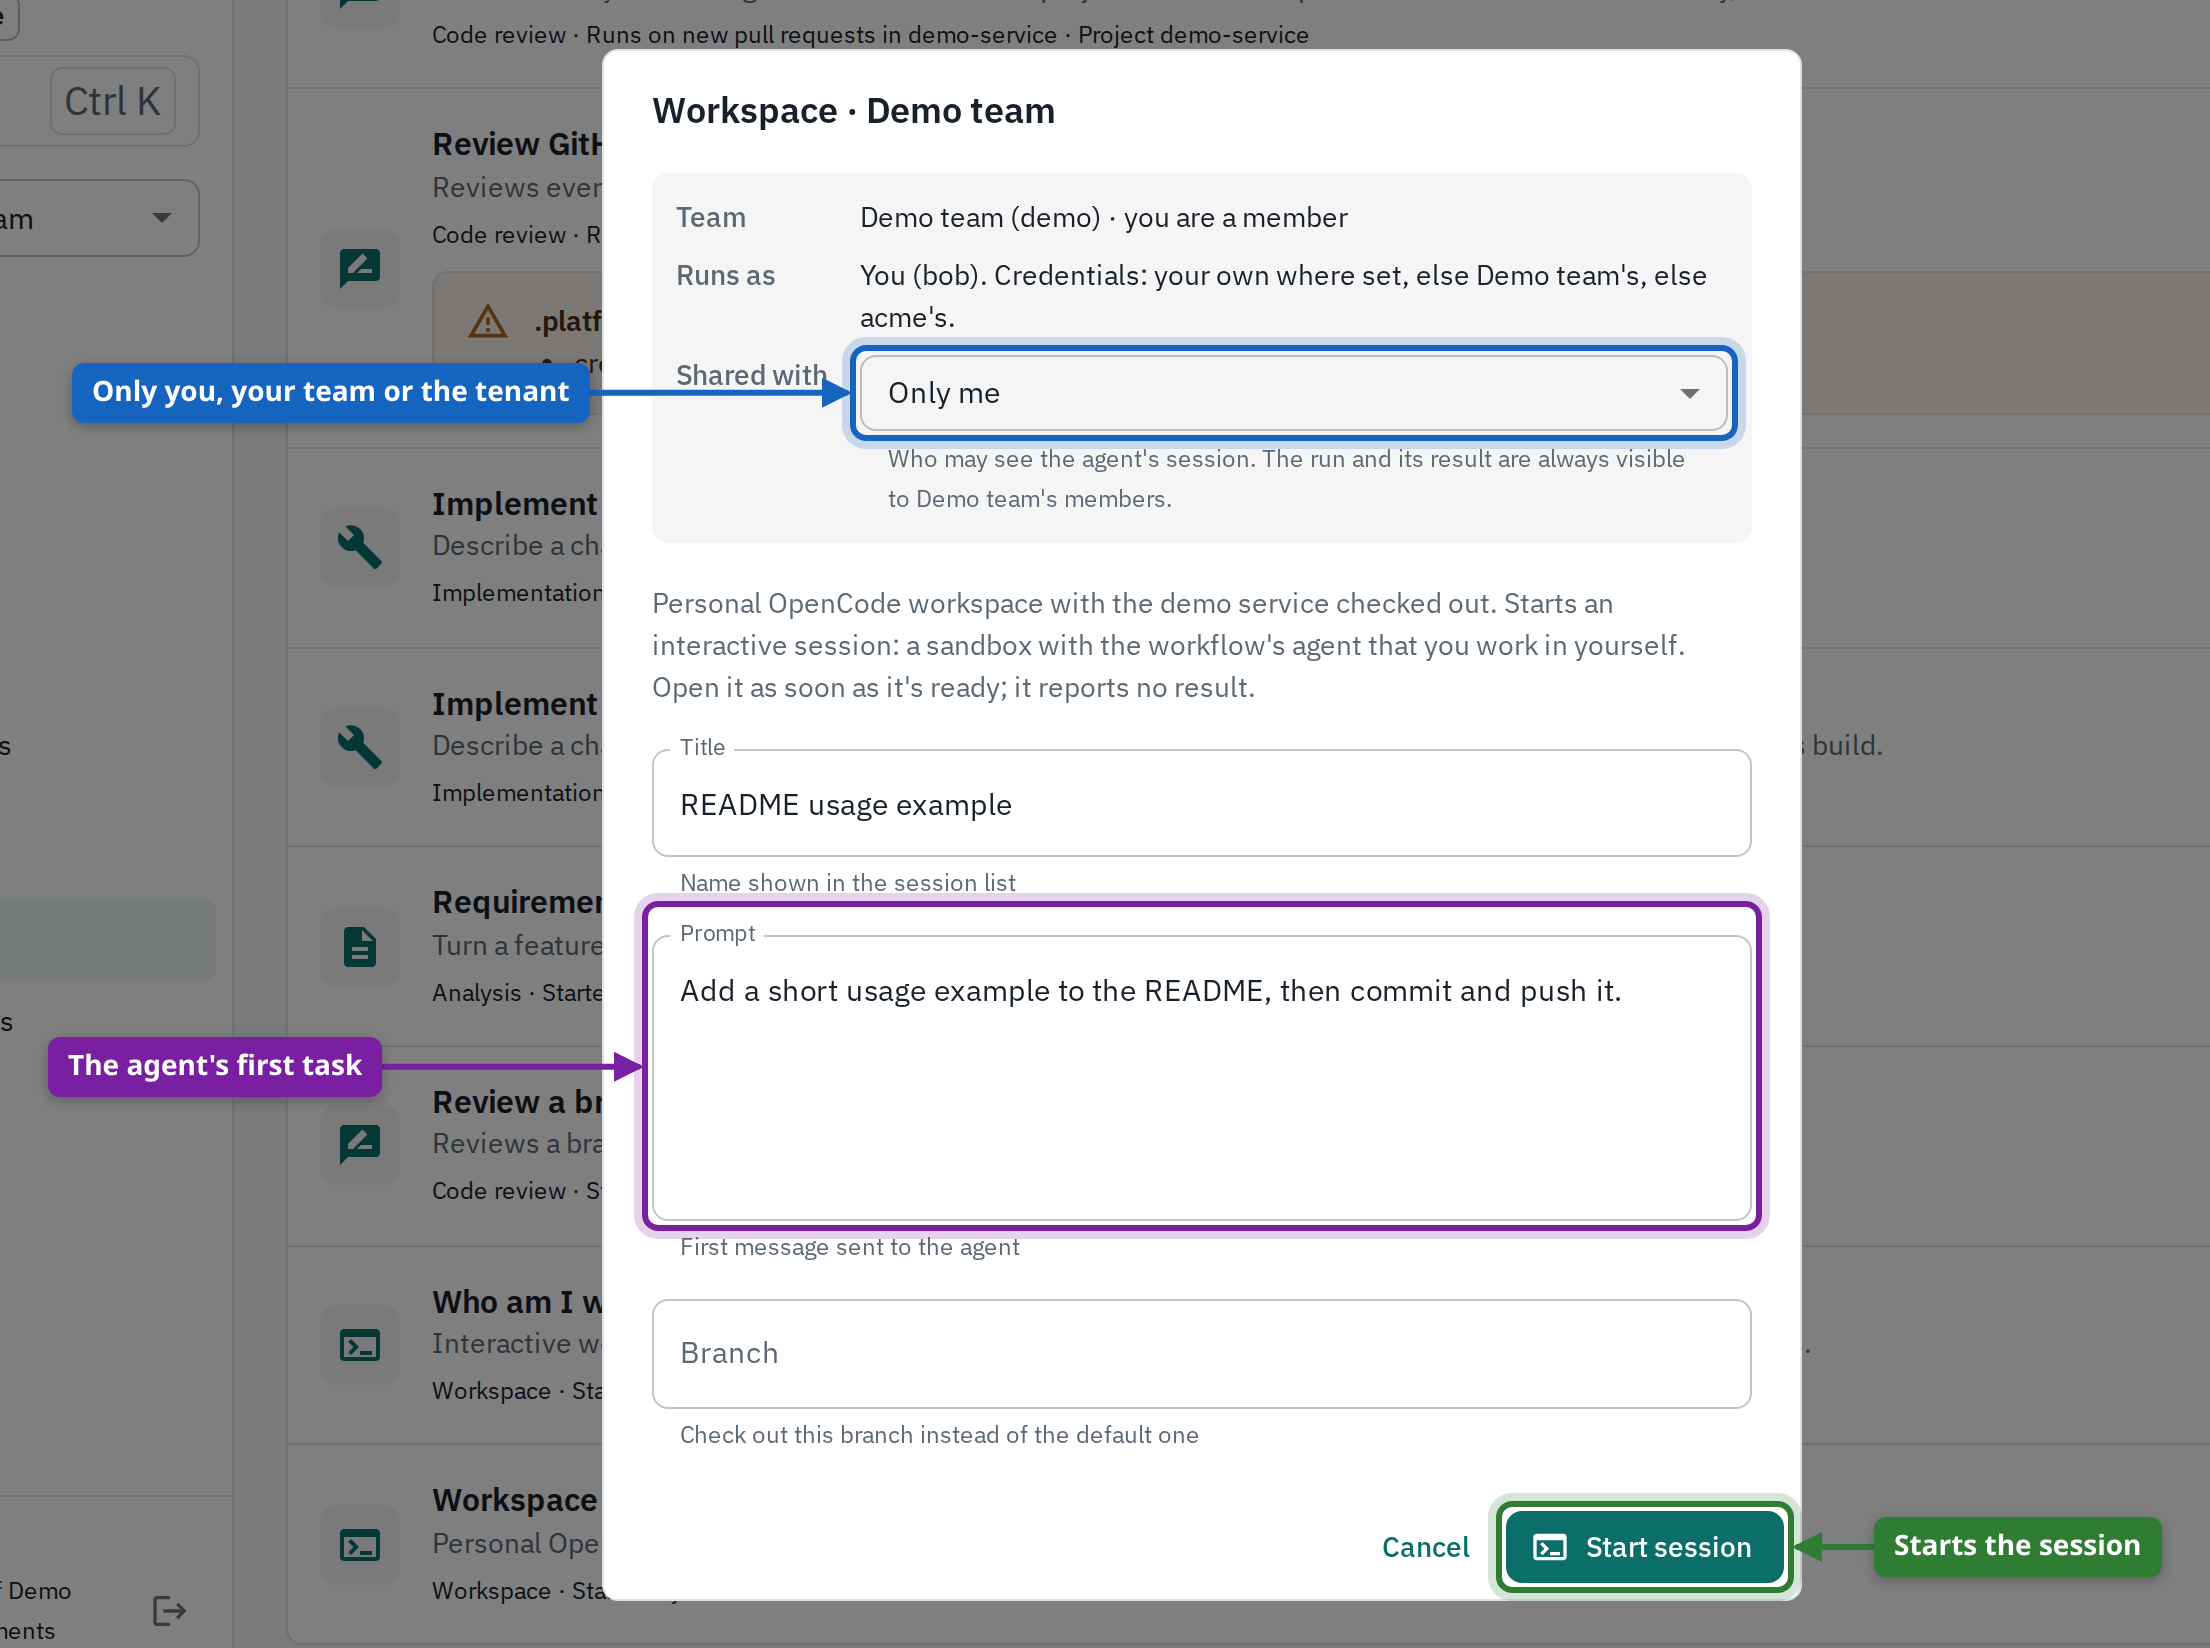 Code review · Runs on new pull requests in demo-service · Project demo-service
Ctrl K
Workspace · Demo team
Review GitH
Reviews ever
Code review · R
am
Team
Demo team (demo) · you are a member
Runs as
You (bob). Credentials: your own where set, else Demo team's, else
acme's.
.platf
Only you, your team or the tenant
Shared with
Only me
Who may see the agent's session. The run and its result are always visible
to Demo team's members.
Implement
Describe a cha
Implementation
Personal OpenCode workspace with the demo service checked out. Starts an
interactive session: a sandbox with the workflow's agent that you work in yourself.
Open it as soon as it's ready; it reports no result.
Implement
Describe a cha
Implementation
s build.
s
Title
README usage example
Name shown in the session list
Requiremen
Turn a feature
Analysis · Starte
Prompt
Add a short usage example to the README, then commit and push it.
s
The agent's first task
Review a br
Reviews a bra
Code review · St
First message sent to the agent
Who am I w
Interactive wo
Workspace · Sta
Branch
Check out this branch instead of the default one
Workspace
Personal Ope
Workspace · Sta
Cancel
Start session
Starts the session
f Demo
nents